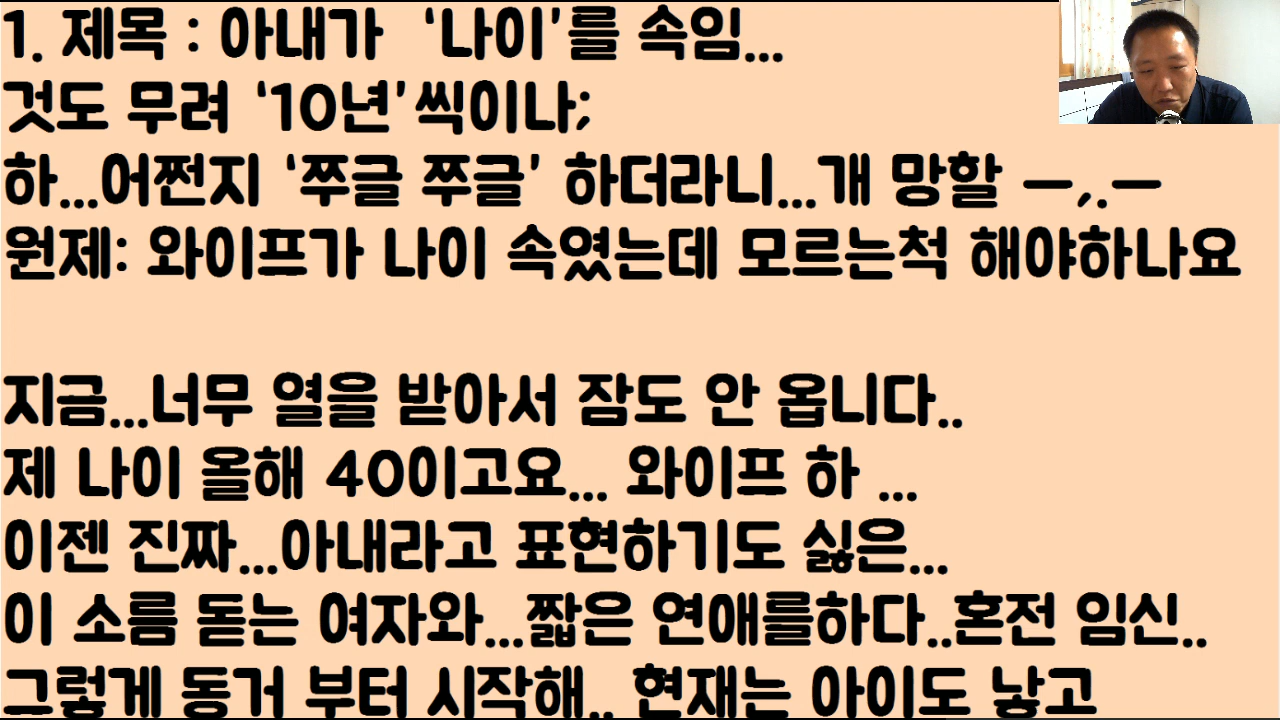 1. 제목 : 아내가 ‘나이’를 속임...
것도 무려 ‘10년’씩이나;
하...어쩐지 ‘쭈글 쭈글’ 하더라니...개 망할 ㅡ,.ㅡ
원제: 와이프가 나이 속였는데 모르는척 해야하나요
지금...너무 열을 받아서 잠도 안 옵니다..
제 나이 올해 40이고요... 와이프 하 ...
이젠 진짜...아내라고 표현하기도 싫은...
이 소름 돋는 여자와...짧은 연애를하다..혼전 임신..
그렇게 동거 부터 시작해.. 현재는 아이도 낳고